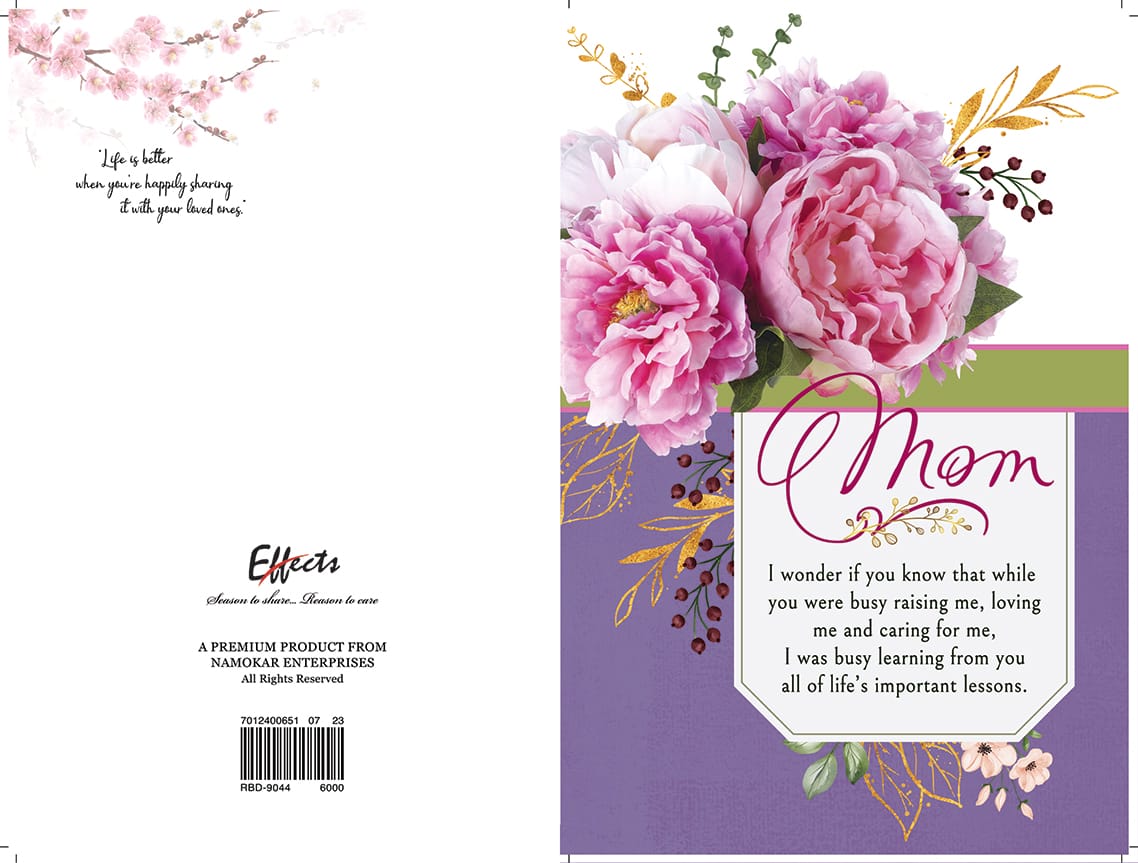 "Life is better
when you're happily sharing
it with your loved ones."
Effects
Season to share... Reason to care
A PREMIUM PRODUCT FROM
NAMOKAR ENTERPRISES
All Rights Reserved
7012400651 07 23
RBD-9044 6000
Mom
I wonder if you know that while
you were busy raising me, loving
me and caring for me,
I was busy learning from you
all of life's important lessons.